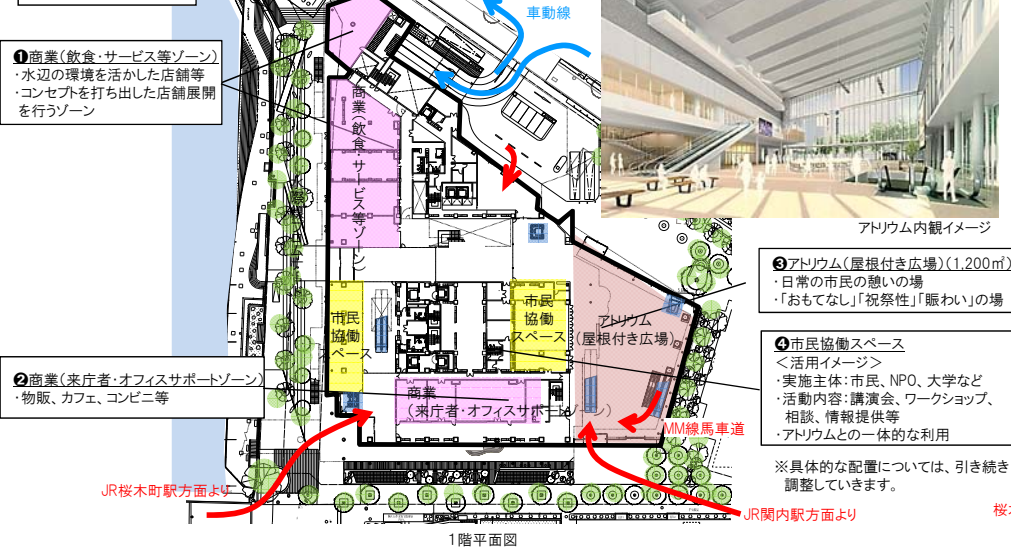 車動線
❶商業(飲食・サービス等ゾーン)
・水辺の環境を活かした店舗等
・コンセプトを打ち出した店舗展開
を行うゾーン
商業(飲食・サービス等ゾーン)
アトリウム内観イメージ
❸アトリウム(屋根付き広場)(1,200㎡)
・日常の市民の憩いの場
・「おもてなし」「祝祭性」「賑わい」の場
市民
協働
スペース
市民
協働
スペース
アトリウム
(屋根付き広場)
❹市民協働スペース
<活用イメージ>
・実施主体:市民、NPO、大学など
・活動内容:講演会、ワークショップ、
相談、情報提供等
・アトリウムとの一体的な利用
❷商業(来庁者・オフィスサポートゾーン)
・物販、カフェ、コンビニ等
商業
(来庁者・オフィスサポートゾーン)
MM線馬車道
※具体的な配置については、引き続き
調整していきます。
JR桜木町駅方面より
JR関内駅方面より
桜木
1階平面図